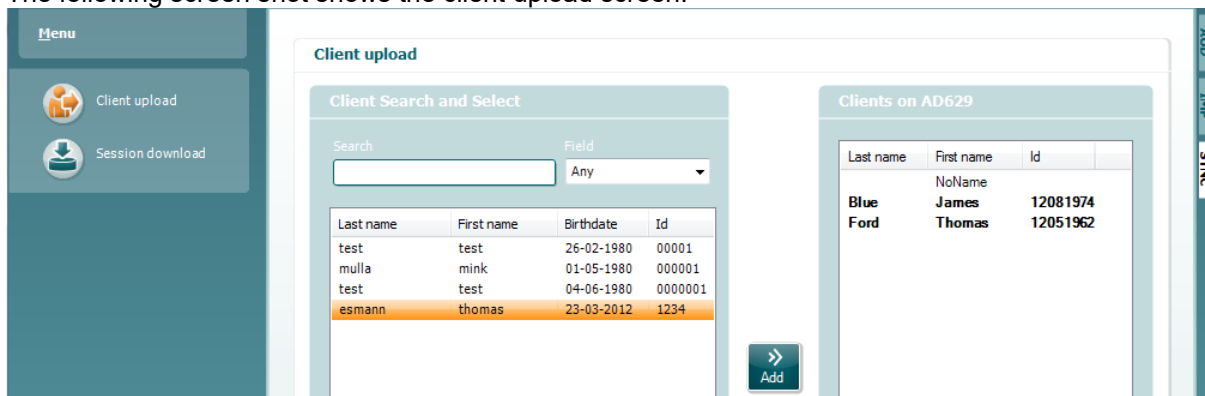 The following screen shot shows the client upload screen.
Menu
Client upload
Session download
Client upload
Client Search and Select
Search Field
Any
Last name First name Birthdate Id
test test 26-02-1980 00001
mulla mink 01-05-1980 000001
test test 04-06-1980 0000001
esmann thomas 23-03-2012 1234
Add
Clients on AD629
Last name First name Id
NoName
Blue James 12081974
Ford Thomas 12051962